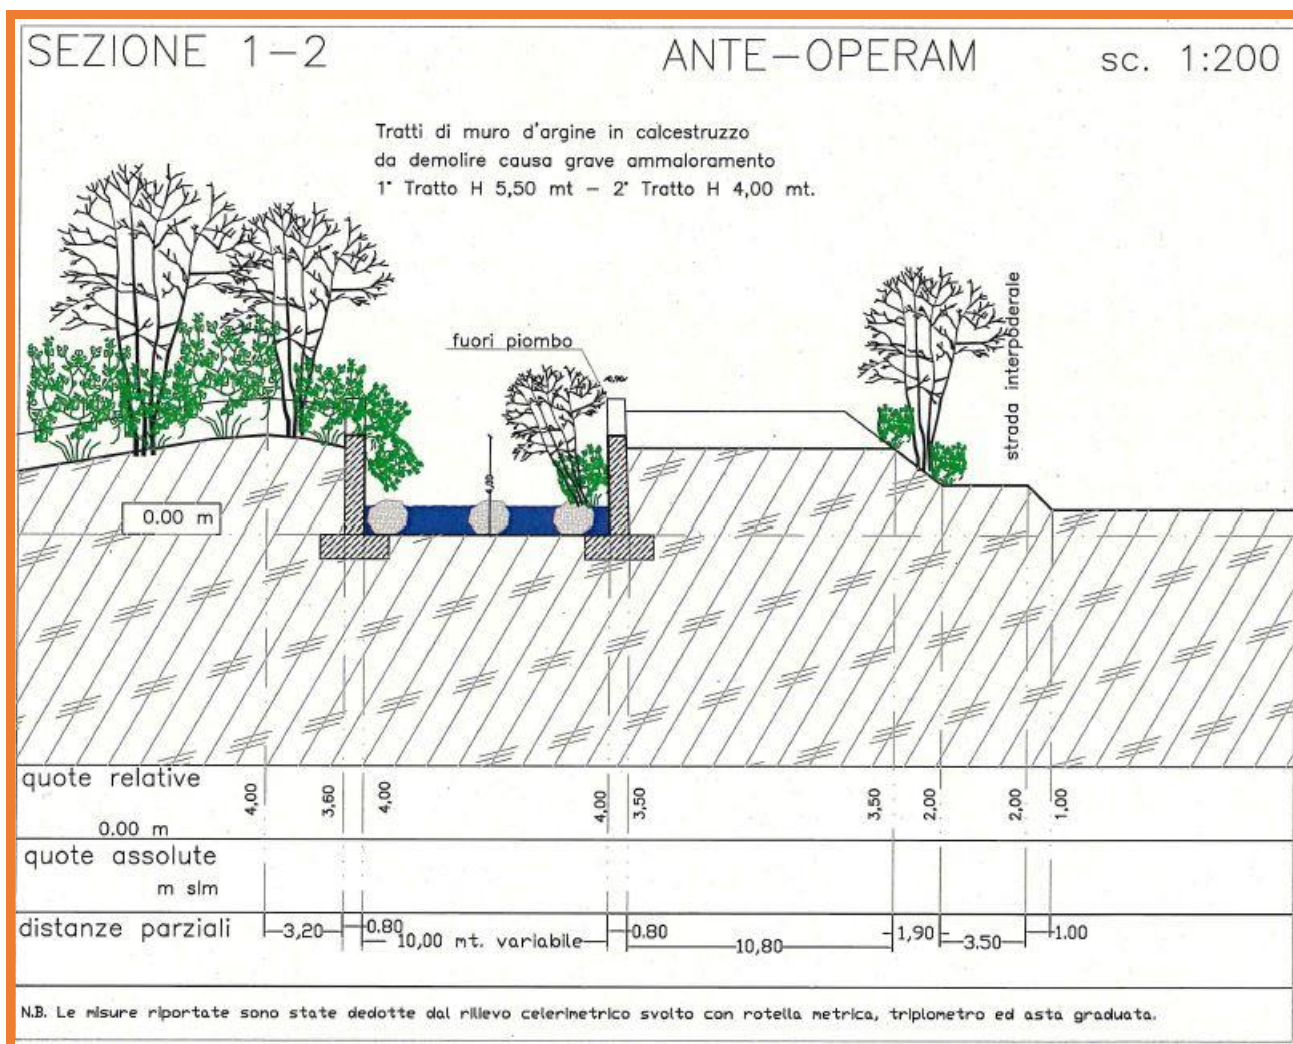 SEZIONE 1-2 ANTE-OPERAM sc. 1:200
Tratti di muro d'argine in calcestruzzo
da demolire causa grave ammaloramento
1° Tratto H 5,50 mt - 2° Tratto H 4,00 mt.
fuori piombo
strada interpoderale
4,00
0.00 m
quote relative
4,00 3,60 4,00 4,00 3,50 3,50 2,00 2,00 1,00
0.00 m
quote assolute
m slm
distanze parziali 3,20 0.80 10,00 mt. variabile 0.80 10,80 1,90 3.50 1.00
N.B. Le misure riportate sono state dedotte dal rilievo celerimetrico svolto con rotella metrica, triplometro ed asta graduata.